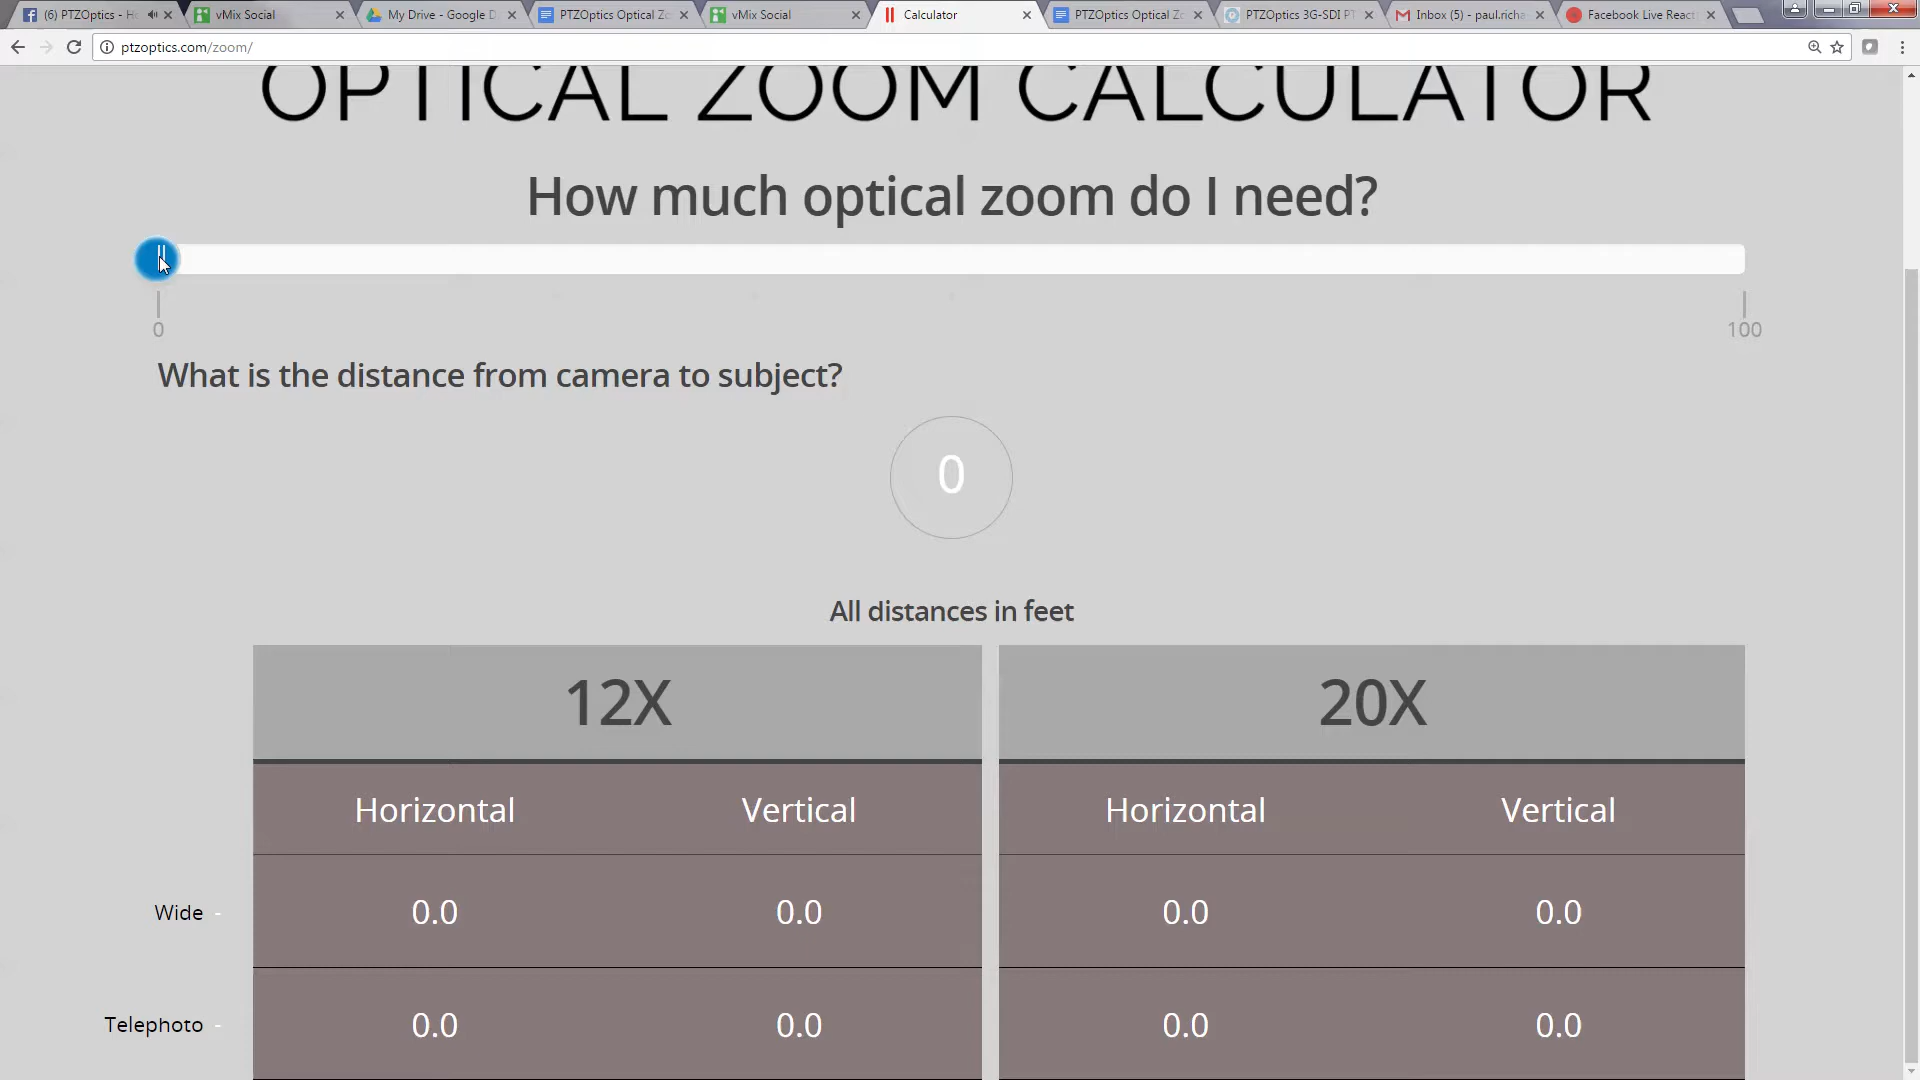 (6) PTZOptics - Ho
vMix Social
My Drive - Google D
PTZOptics Optical Zo
vMix Social
Calculator
PTZOptics Optical Zo
PTZOptics 3G-SDI PT
Inbox (5) - paul.richa
Facebook Live React
ptzoptics.com/zoom/
OPTICAL ZOOM CALCULATOR
How much optical zoom do I need?
0 100
What is the distance from camera to subject?
0
All distances in feet
12X 20X
Horizontal Vertical Horizontal Vertical
Wide - 0.0 0.0 0.0 0.0
Telephoto - 0.0 0.0 0.0 0.0